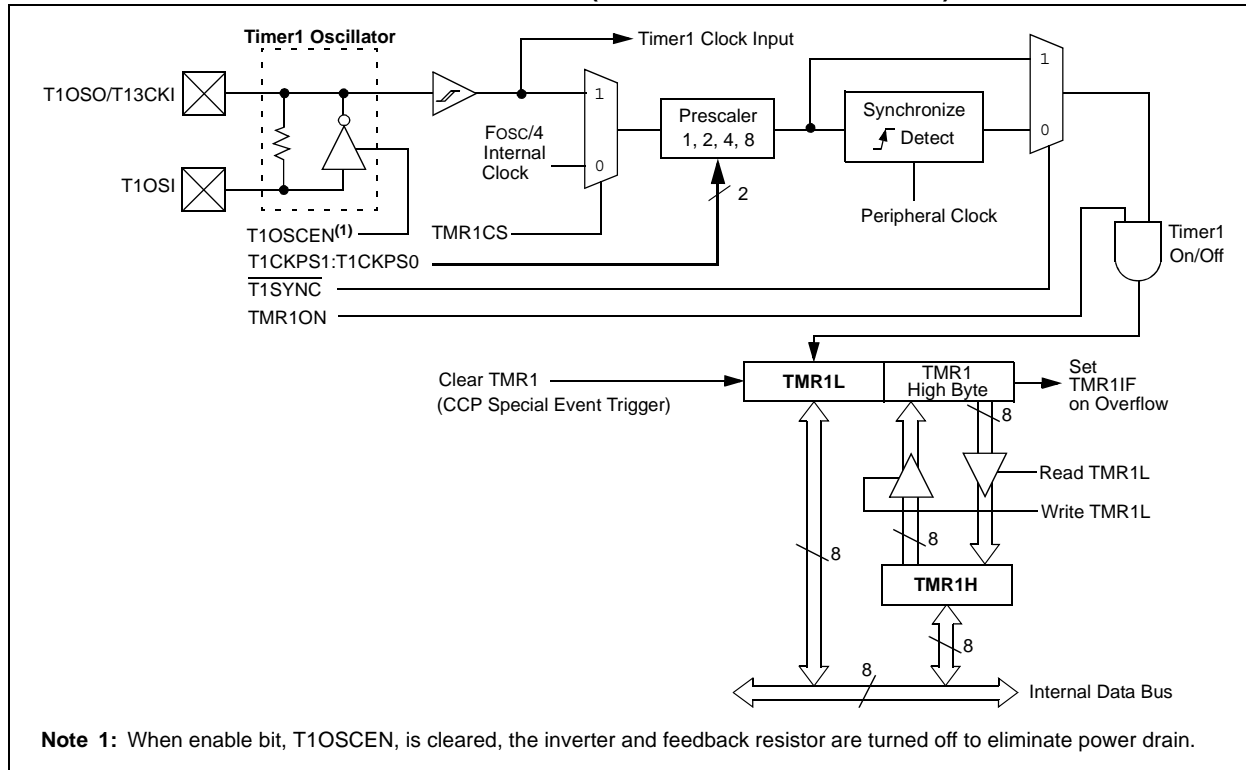 Timer1 Oscillator
Timer1 Clock Input
T1OSO/T13CKI
T1OSI
1
0
FOSC/4
Internal
Clock
Prescaler
1, 2, 4, 8
2
Synchronize
Detect
1
0
Peripheral Clock
Timer1
On/Off
T1OSCEN(1)
TMR1CS
T1CKPS1:T1CKPS0
T1SYNC
TMR1ON
Clear TMR1
(CCP Special Event Trigger)
TMR1L
TMR1
High Byte
Set
TMR1IF
on Overflow
8
Read TMR1L
Write TMR1L
8
8
TMR1H
8
8
Internal Data Bus
Note 1: When enable bit, T1OSCEN, is cleared, the inverter and feedback resistor are turned off to eliminate power drain.